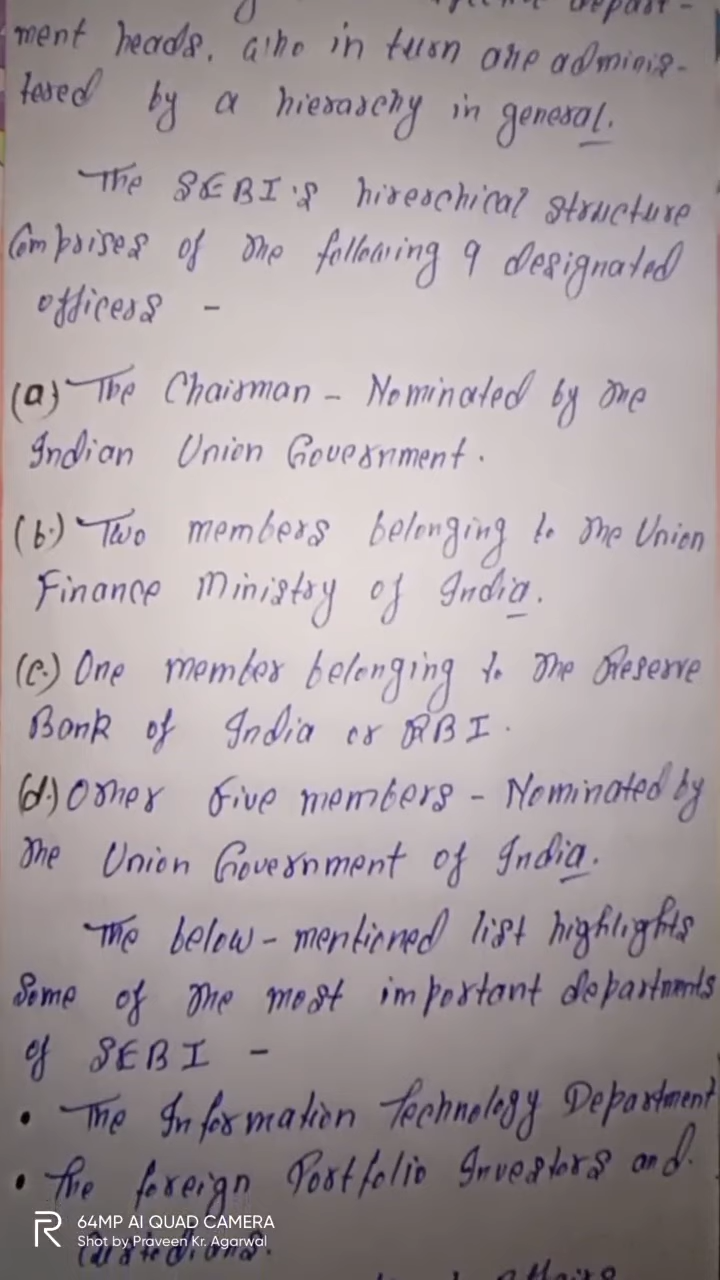 depart-
ment heads, who in turn are adminis-
tered by a hierarchy in general.
The SEBI's hirerchical structure
Comprises of the following 9 designated
officers -
(a) The Chairman - Nominated by the
Indian Union Government.
(b.) Two members belonging to the Union
Finance Ministry of India.
(c.) One member belonging to the Reserve
Bank of India or RBI.
(d.) Other five members - Nominated by
the Union Government of India.
The below-mentioned list highlights
Some of the most important departments
of SEBI -
• The Information Technology Department
• The foreign Portfolio Investors and
R 64MP AI QUAD CAMERA
Shot by Praveen Kr. Agarwal
Custodians.
Affairs